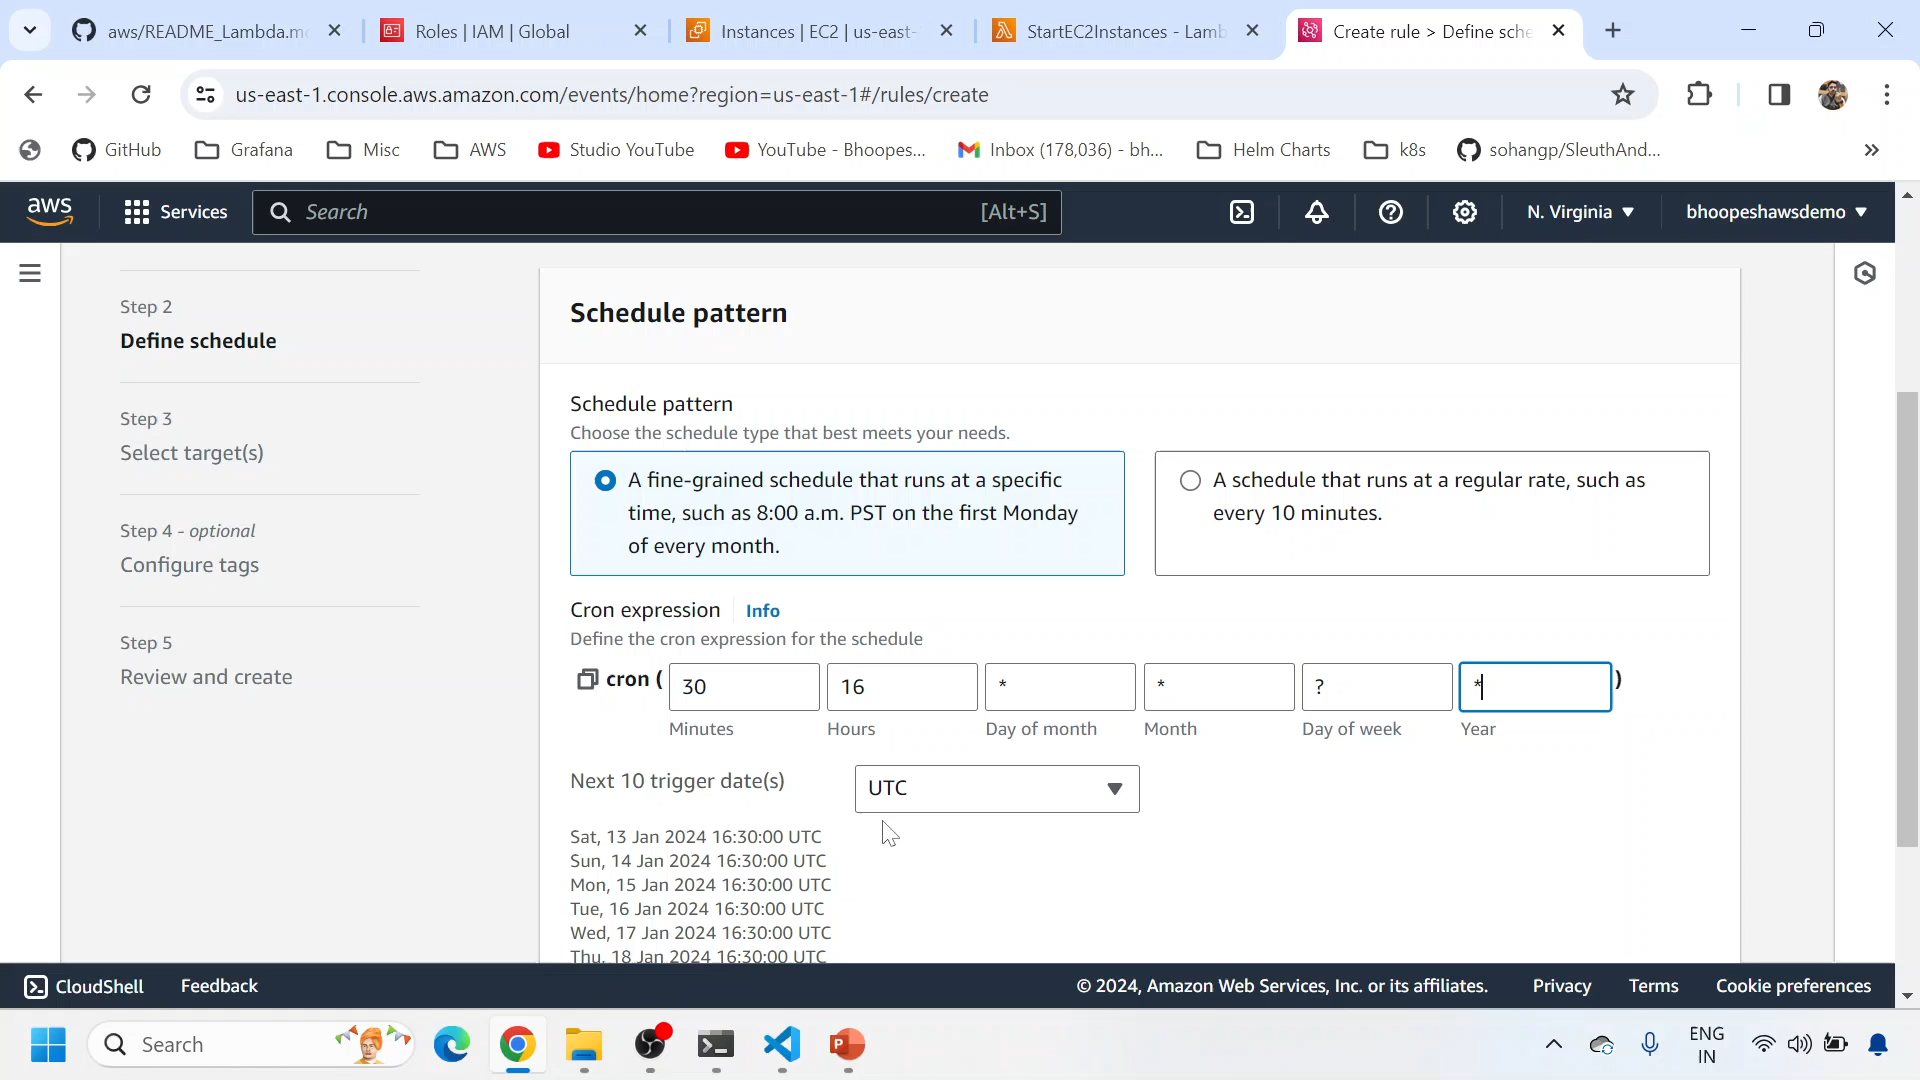 aws/README_Lambda.m
Roles | IAM | Global
Instances | EC2 | us-east-
StartEC2Instances - Lamb
Create rule > Define sche
us-east-1.console.aws.amazon.com/events/home?region=us-east-1#/rules/create
GitHub
Grafana
Misc
AWS
Studio YouTube
YouTube - Bhoopes...
Inbox (178,036) - bh...
Helm Charts
k8s
sohangp/SleuthAnd...
aws
Services
Search
[Alt+S]
N. Virginia
bhoopeshawsdemo
Step 2
Define schedule
Step 3
Select target(s)
Step 4 - optional
Configure tags
Step 5
Review and create
Schedule pattern
Schedule pattern
Choose the schedule type that best meets your needs.
A fine-grained schedule that runs at a specific
time, such as 8:00 a.m. PST on the first Monday
of every month.
A schedule that runs at a regular rate, such as
every 10 minutes.
Cron expression Info
Define the cron expression for the schedule
cron ( 30 16 * * ? * )
Minutes Hours Day of month Month Day of week Year
Next 10 trigger date(s)
UTC
Sat, 13 Jan 2024 16:30:00 UTC
Sun, 14 Jan 2024 16:30:00 UTC
Mon, 15 Jan 2024 16:30:00 UTC
Tue, 16 Jan 2024 16:30:00 UTC
Wed, 17 Jan 2024 16:30:00 UTC
Thu, 18 Jan 2024 16:30:00 UTC
CloudShell
Feedback
© 2024, Amazon Web Services, Inc. or its affiliates.
Privacy
Terms
Cookie preferences
Search
ENG
IN